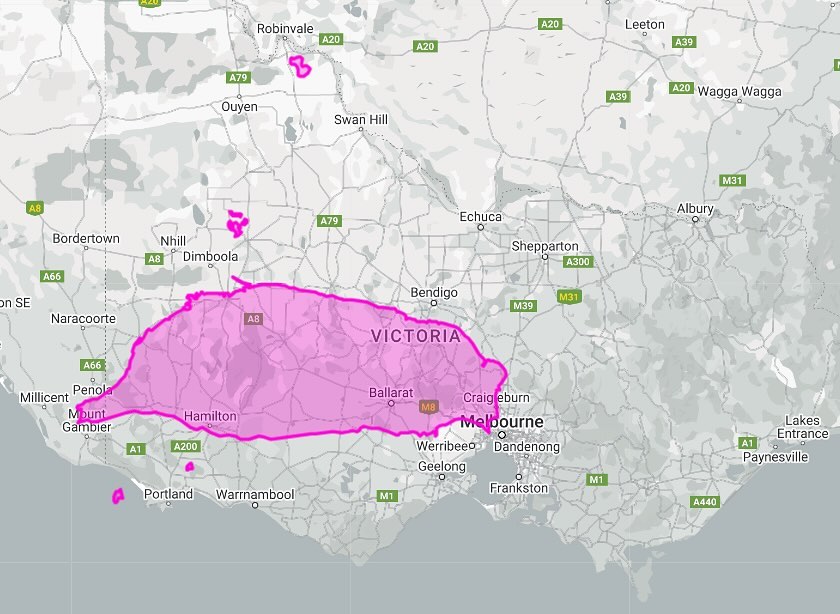 A20
Robinvale
A20
A20
A20
Leeton
A39
A79
Ouyen
A39
A20
Wagga Wagga
Swan Hill
M31
A8
Bordertown
Nhill
A8
Dimboola
A79
Echuca
Albury
Shepparton
A300
A66
on SE
Bendigo
M31
M39
Naracoorte
A8
VICTORIA
A66
Millicent
Penola
Mount
Gambier
Ballarat
M8
Craigieburn
Hamilton
Melbourne
A1
A200
Werribee
Dandenong
Geelong
A1
Lakes
Entrance
Paynesville
Portland
Warrnambool
M1
Frankston
M1
A440